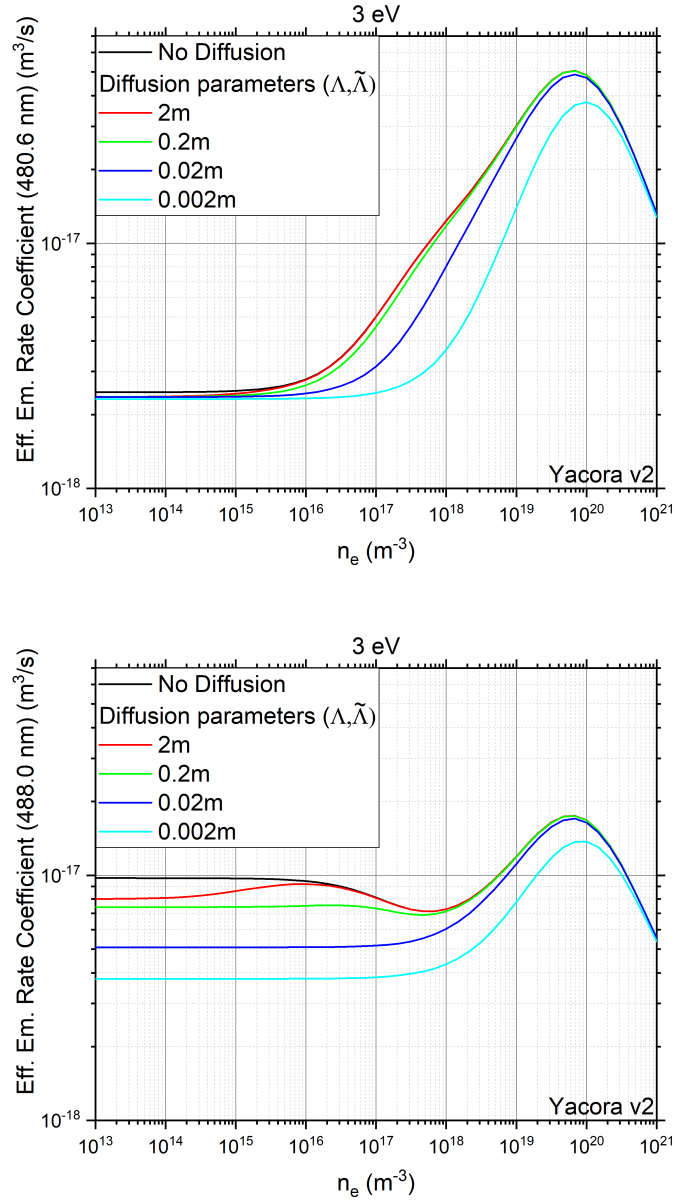 3 eV
Eff. Em. Rate Coefficient (480.6 nm) (m³/s)
No Diffusion
Diffusion parameters (Λ,Λ̃)
2m
0.2m
0.02m
0.002m
10⁻¹⁷
10⁻¹⁸
Yacora v2
10¹³ 10¹⁴ 10¹⁵ 10¹⁶ 10¹⁷ 10¹⁸ 10¹⁹ 10²⁰ 10²¹
nₑ (m⁻³)
3 eV
Eff. Em. Rate Coefficient (488.0 nm) (m³/s)
No Diffusion
Diffusion parameters (Λ,Λ̃)
2m
0.2m
0.02m
0.002m
10⁻¹⁷
10⁻¹⁸
Yacora v2
10¹³ 10¹⁴ 10¹⁵ 10¹⁶ 10¹⁷ 10¹⁸ 10¹⁹ 10²⁰ 10²¹
nₑ (m⁻³)